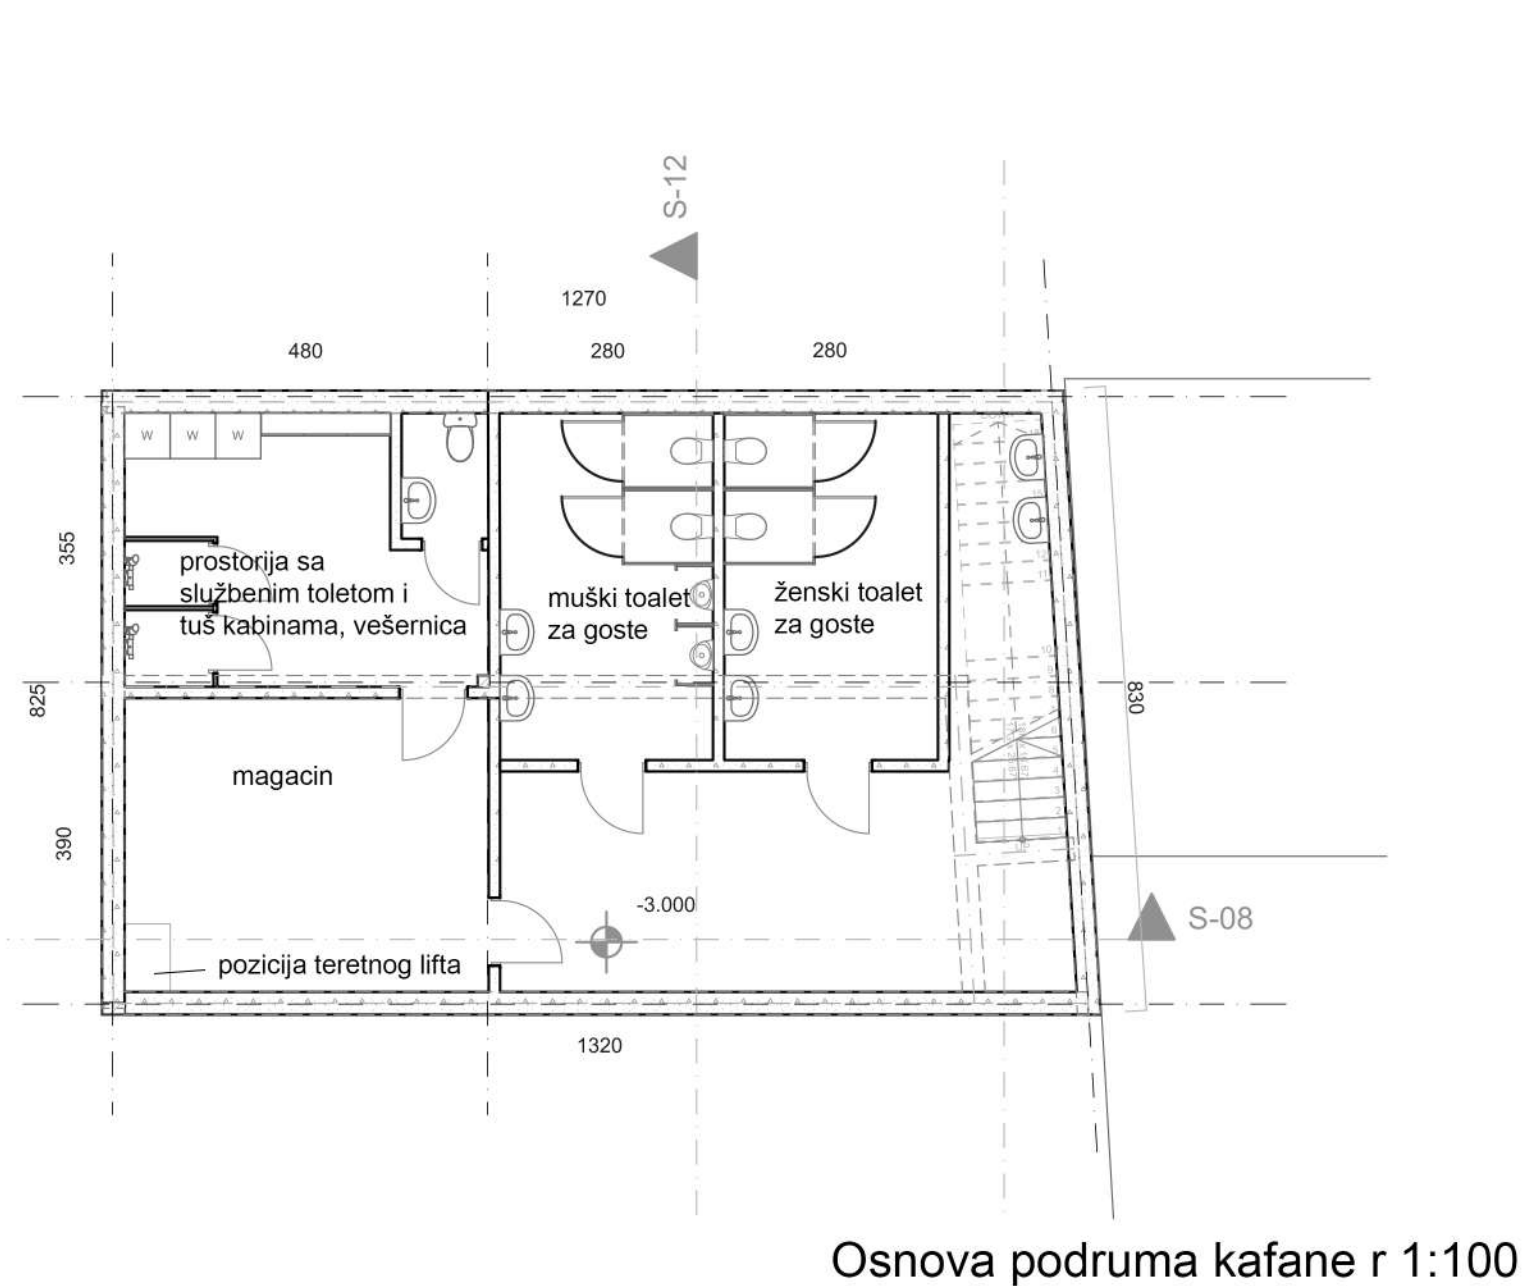 S-12
1270
480
280
280
W
W
W
355
prostorija sa
službenim toletom i
tuš kabinama, vešernica
muški toalet
za goste
ženski toalet
za goste
825
830
magacin
390
-3.000
S-08
pozicija teretnog lifta
1320
Osnova podruma kafane r 1:100